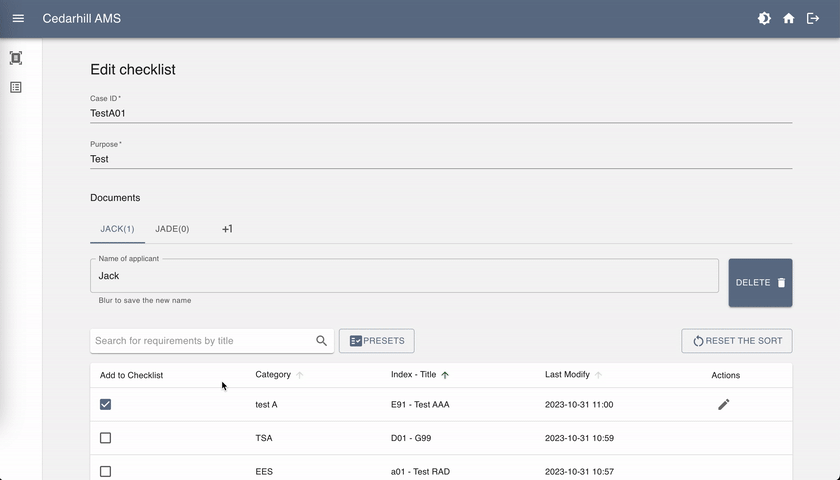 Cedarhill AMS
Edit checklist
Case ID *
TestA01
Purpose *
Test
Documents
JACK(1) JADE(0) +1
Name of applicant
Jack
DELETE
Blur to save the new name
Search for requirements by title
PRESETS
RESET THE SORT
Add to Checklist Category Index - Title Last Modify Actions
test A E91 - Test AAA 2023-10-31 11:00
TSA D01 - G99 2023-10-31 10:59
EES a01 - Test RAD 2023-10-31 10:57